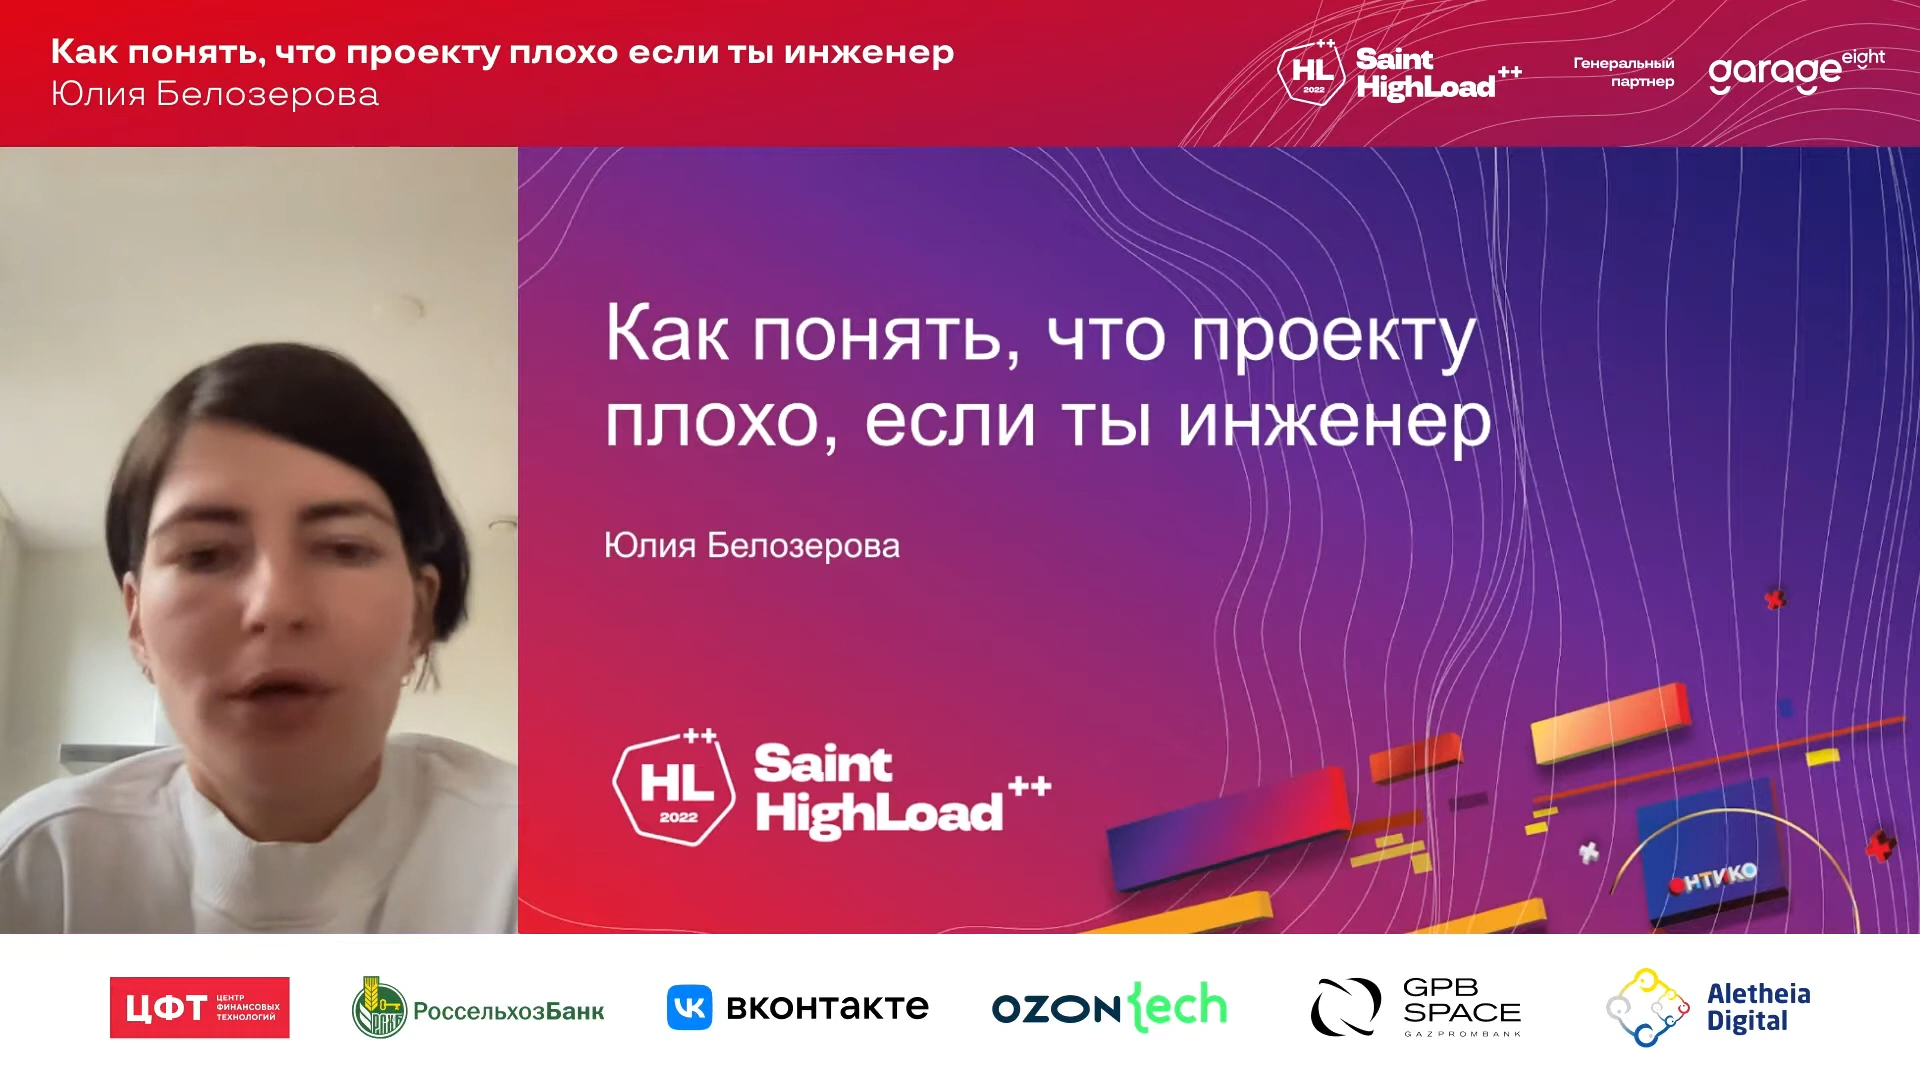 Как понять, что проекту плохо если ты инженер
Юлия Белозерова
++
HL
2022
Saint
HighLoad++
Генеральный
партнер
garage eight
Как понять, что проекту
плохо, если ты инженер
Юлия Белозерова
++
HL
2022
Saint
HighLoad++
ОНТИКО
ЦФТ
ЦЕНТР
ФИНАНСОВЫХ
ТЕХНОЛОГИЙ
РСХБ
РоссельхозБанк
ВКОНТАКТЕ
OZON tech
GPB
SPACE
GAZPROMBANK
Aletheia
Digital